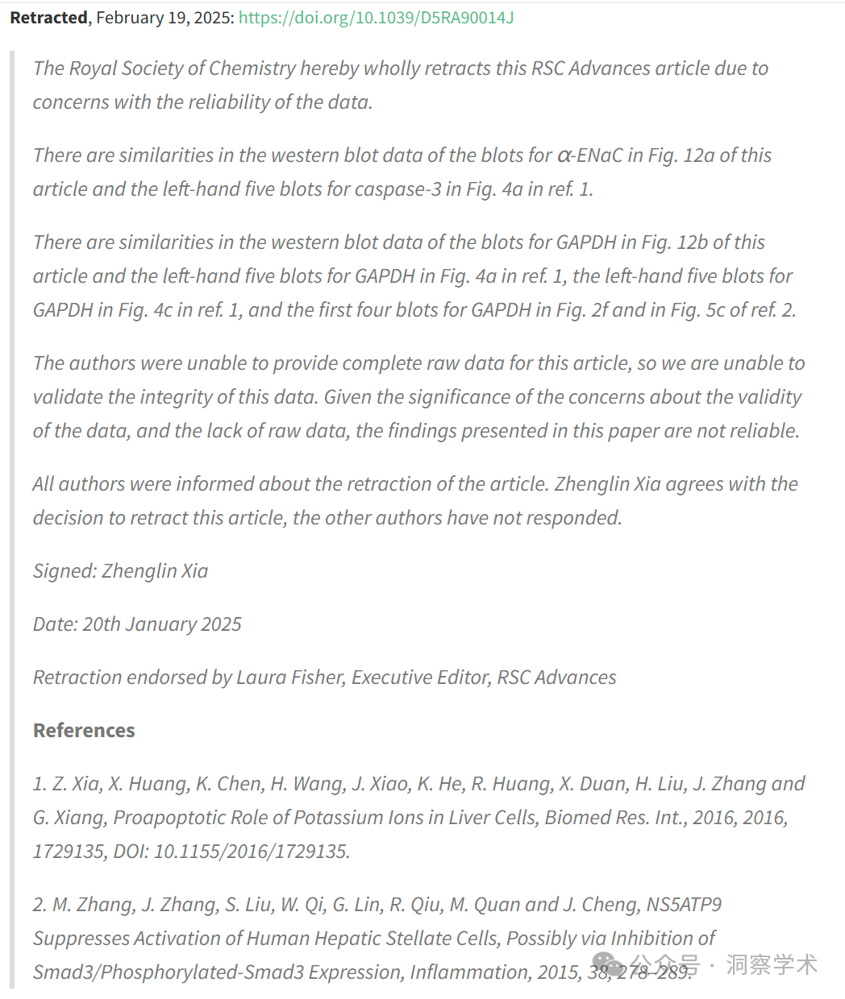 Retracted, February 19, 2025: https://doi.org/10.1039/D5RA90014J
The Royal Society of Chemistry hereby wholly retracts this RSC Advances article due to
concerns with the reliability of the data.
There are similarities in the western blot data of the blots for α-ENaC in Fig. 12a of this
article and the left-hand five blots for caspase-3 in Fig. 4a in ref. 1.
There are similarities in the western blot data of the blots for GAPDH in Fig. 12b of this
article and the left-hand five blots for GAPDH in Fig. 4a in ref. 1, the left-hand five blots for
GAPDH in Fig. 4c in ref. 1, and the first four blots for GAPDH in Fig. 2f and in Fig. 5c of ref. 2.
The authors were unable to provide complete raw data for this article, so we are unable to
validate the integrity of this data. Given the significance of the concerns about the validity
of the data, and the lack of raw data, the findings presented in this paper are not reliable.
All authors were informed about the retraction of the article. Zhenglin Xia agrees with the
decision to retract this article, the other authors have not responded.
Signed: Zhenglin Xia
Date: 20th January 2025
Retraction endorsed by Laura Fisher, Executive Editor, RSC Advances
References
1. Z. Xia, X. Huang, K. Chen, H. Wang, J. Xiao, K. He, R. Huang, X. Duan, H. Liu, J. Zhang and
G. Xiang, Proapoptotic Role of Potassium Ions in Liver Cells, Biomed Res. Int., 2016, 2016,
1729135, DOI: 10.1155/2016/1729135.
2. M. Zhang, J. Zhang, S. Liu, W. Qi, G. Lin, R. Qiu, M. Quan and J. Cheng, NS5ATP9
Suppresses Activation of Human Hepatic Stellate Cells, Possibly via Inhibition of
Smad3/Phosphorylated-Smad3 Expression, Inflammation, 2015, 38, 278–289.
公众号 · 洞察学术